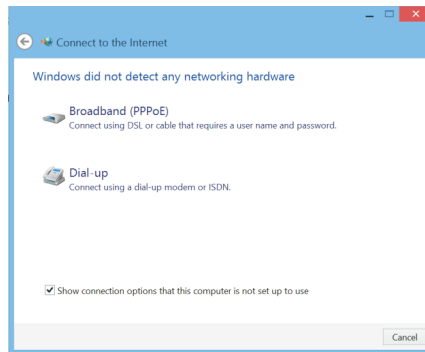 Connect to the Internet
Windows did not detect any networking hardware
Broadband (PPPoE)
Connect using DSL or cable that requires a user name and password.
Dial-up
Connect using a dial-up modem or ISDN.
Show connection options that this computer is not set up to use
Cancel